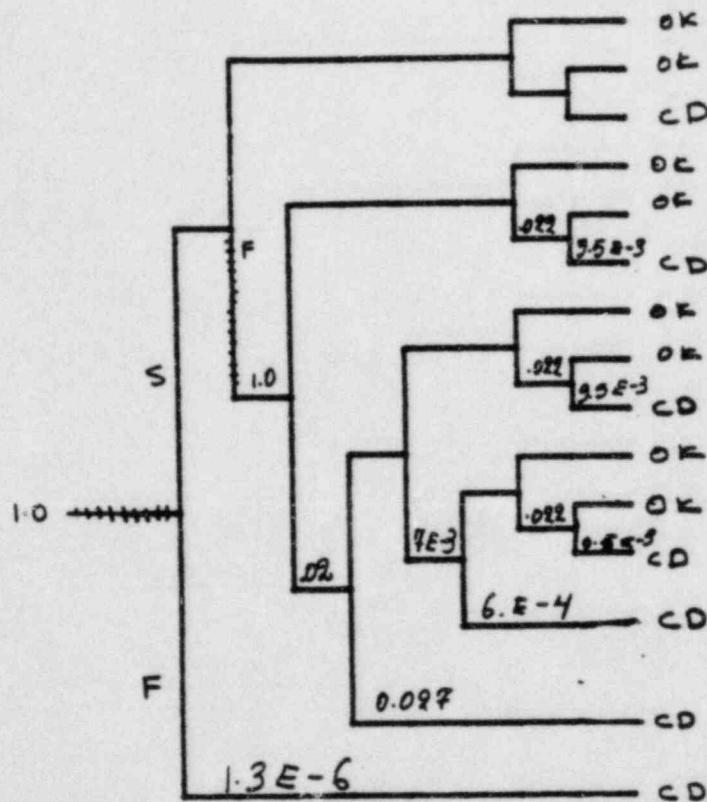 OK
OK
CD
OK
F
OK
.022
9.5E-3 CD
OK
S
1.0
.022
OK
9.5E-3 CD
OK
1.0
.022
OK
CD
.02
7E-3
6.E-4
CD
F
0.027
CD
1.3E-6
CD